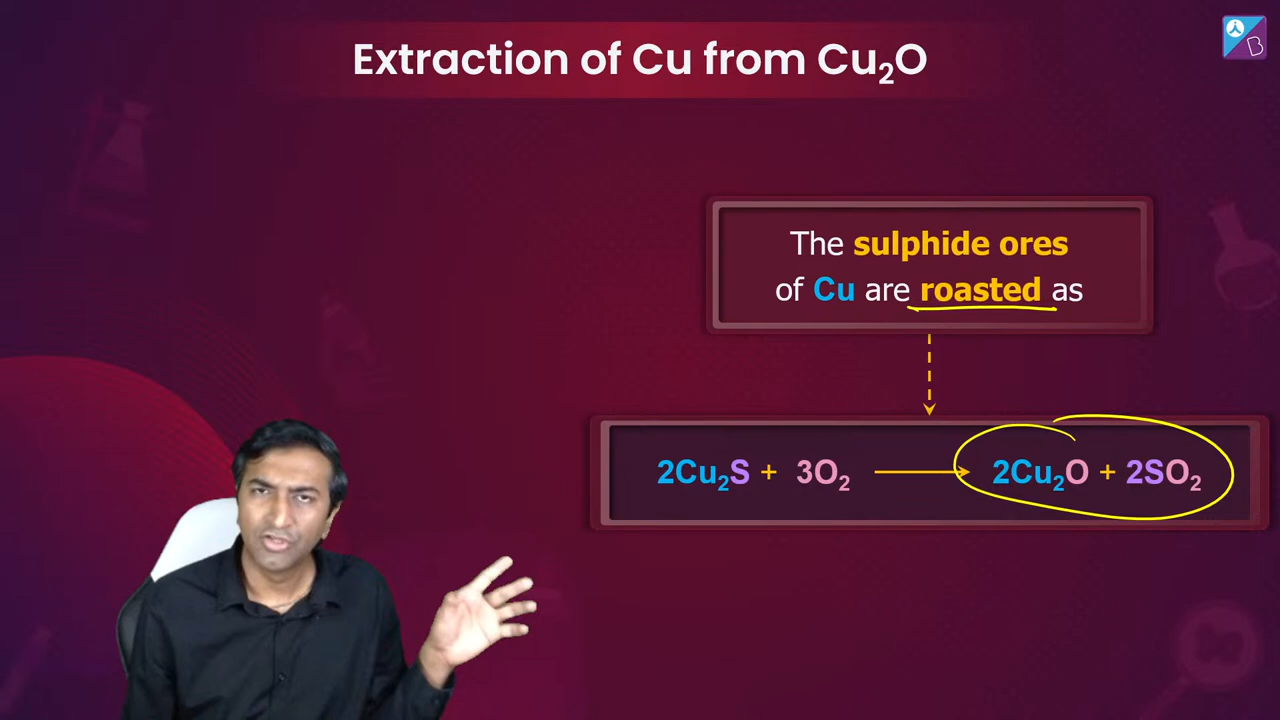 Extraction of Cu from Cu₂O
B
The sulphide ores
of Cu are roasted as
2Cu₂S + 3O₂ ⟶ 2Cu₂O + 2SO₂